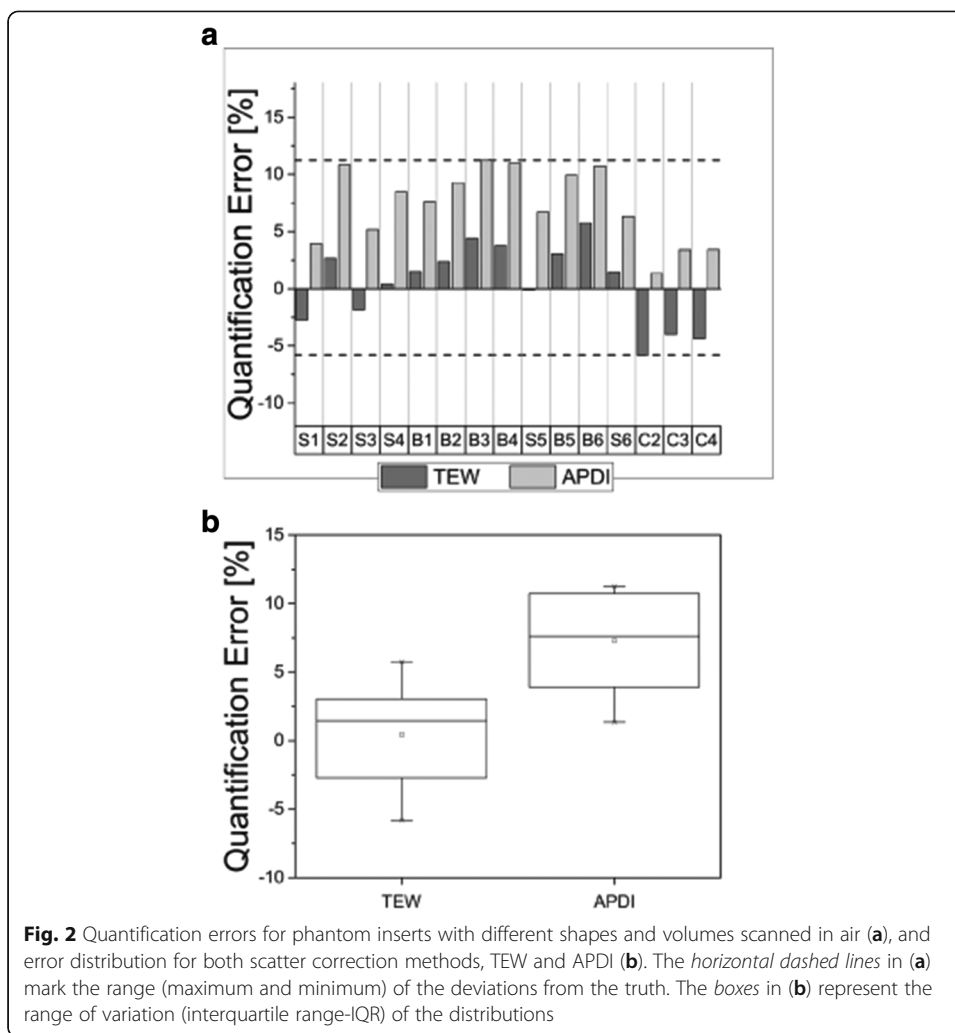 a
Quantification Error [%]
15
10
5
0
-5
-10
S1 S2 S3 S4 B1 B2 B3 B4 S5 B5 B6 S6 C2 C3 C4
TEW APDI
b
Quantification Error [%]
15
10
5
0
-5
-10
TEW APDI
Fig. 2 Quantification errors for phantom inserts with different shapes and volumes scanned in air (a), and
error distribution for both scatter correction methods, TEW and APDI (b). The horizontal dashed lines in (a)
mark the range (maximum and minimum) of the deviations from the truth. The boxes in (b) represent the
range of variation (interquartile range-IQR) of the distributions